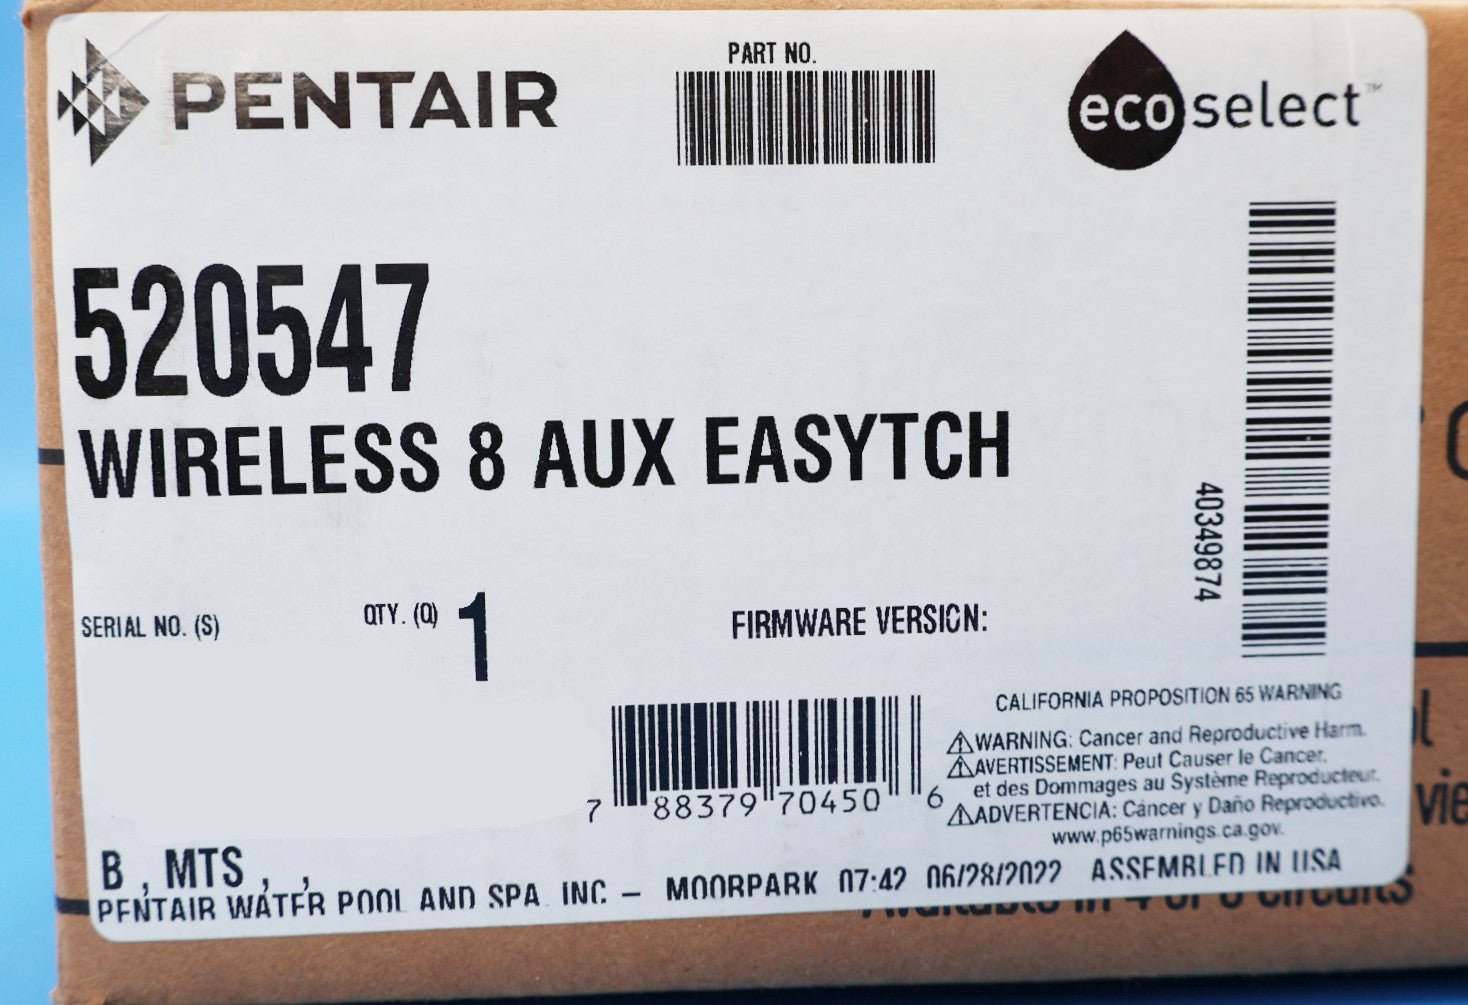 PENTAIR
PART NO.
ecoselect™
520547
WIRELESS 8 AUX EASYTCH
40349874
SERIAL NO. (S)
QTY. (Q) 1
FIRMWARE VERSION:
CALIFORNIA PROPOSITION 65 WARNING
⚠WARNING: Cancer and Reproductive Harm.
⚠AVERTISSEMENT: Peut Causer le Cancer.
et des Dommages au Système Reproducteur.
⚠ADVERTENCIA: Cáncer y Daño Reproductivo.
www.p65warnings.ca.gov.
7 88379 70450 6
B , MTS , ,
PENTAIR WATER POOL AND SPA, INC. – MOORPARK 07:42 06/28/2022 ASSEMBLED IN USA
vie